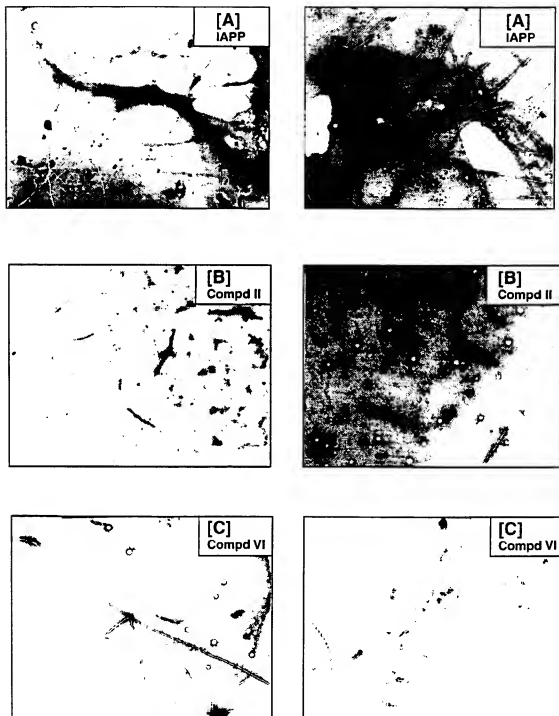 [A]
IAPP
[A]
IAPP
[B]
Compd II
[B]
Compd II
[C]
Compd VI
[C]
Compd VI